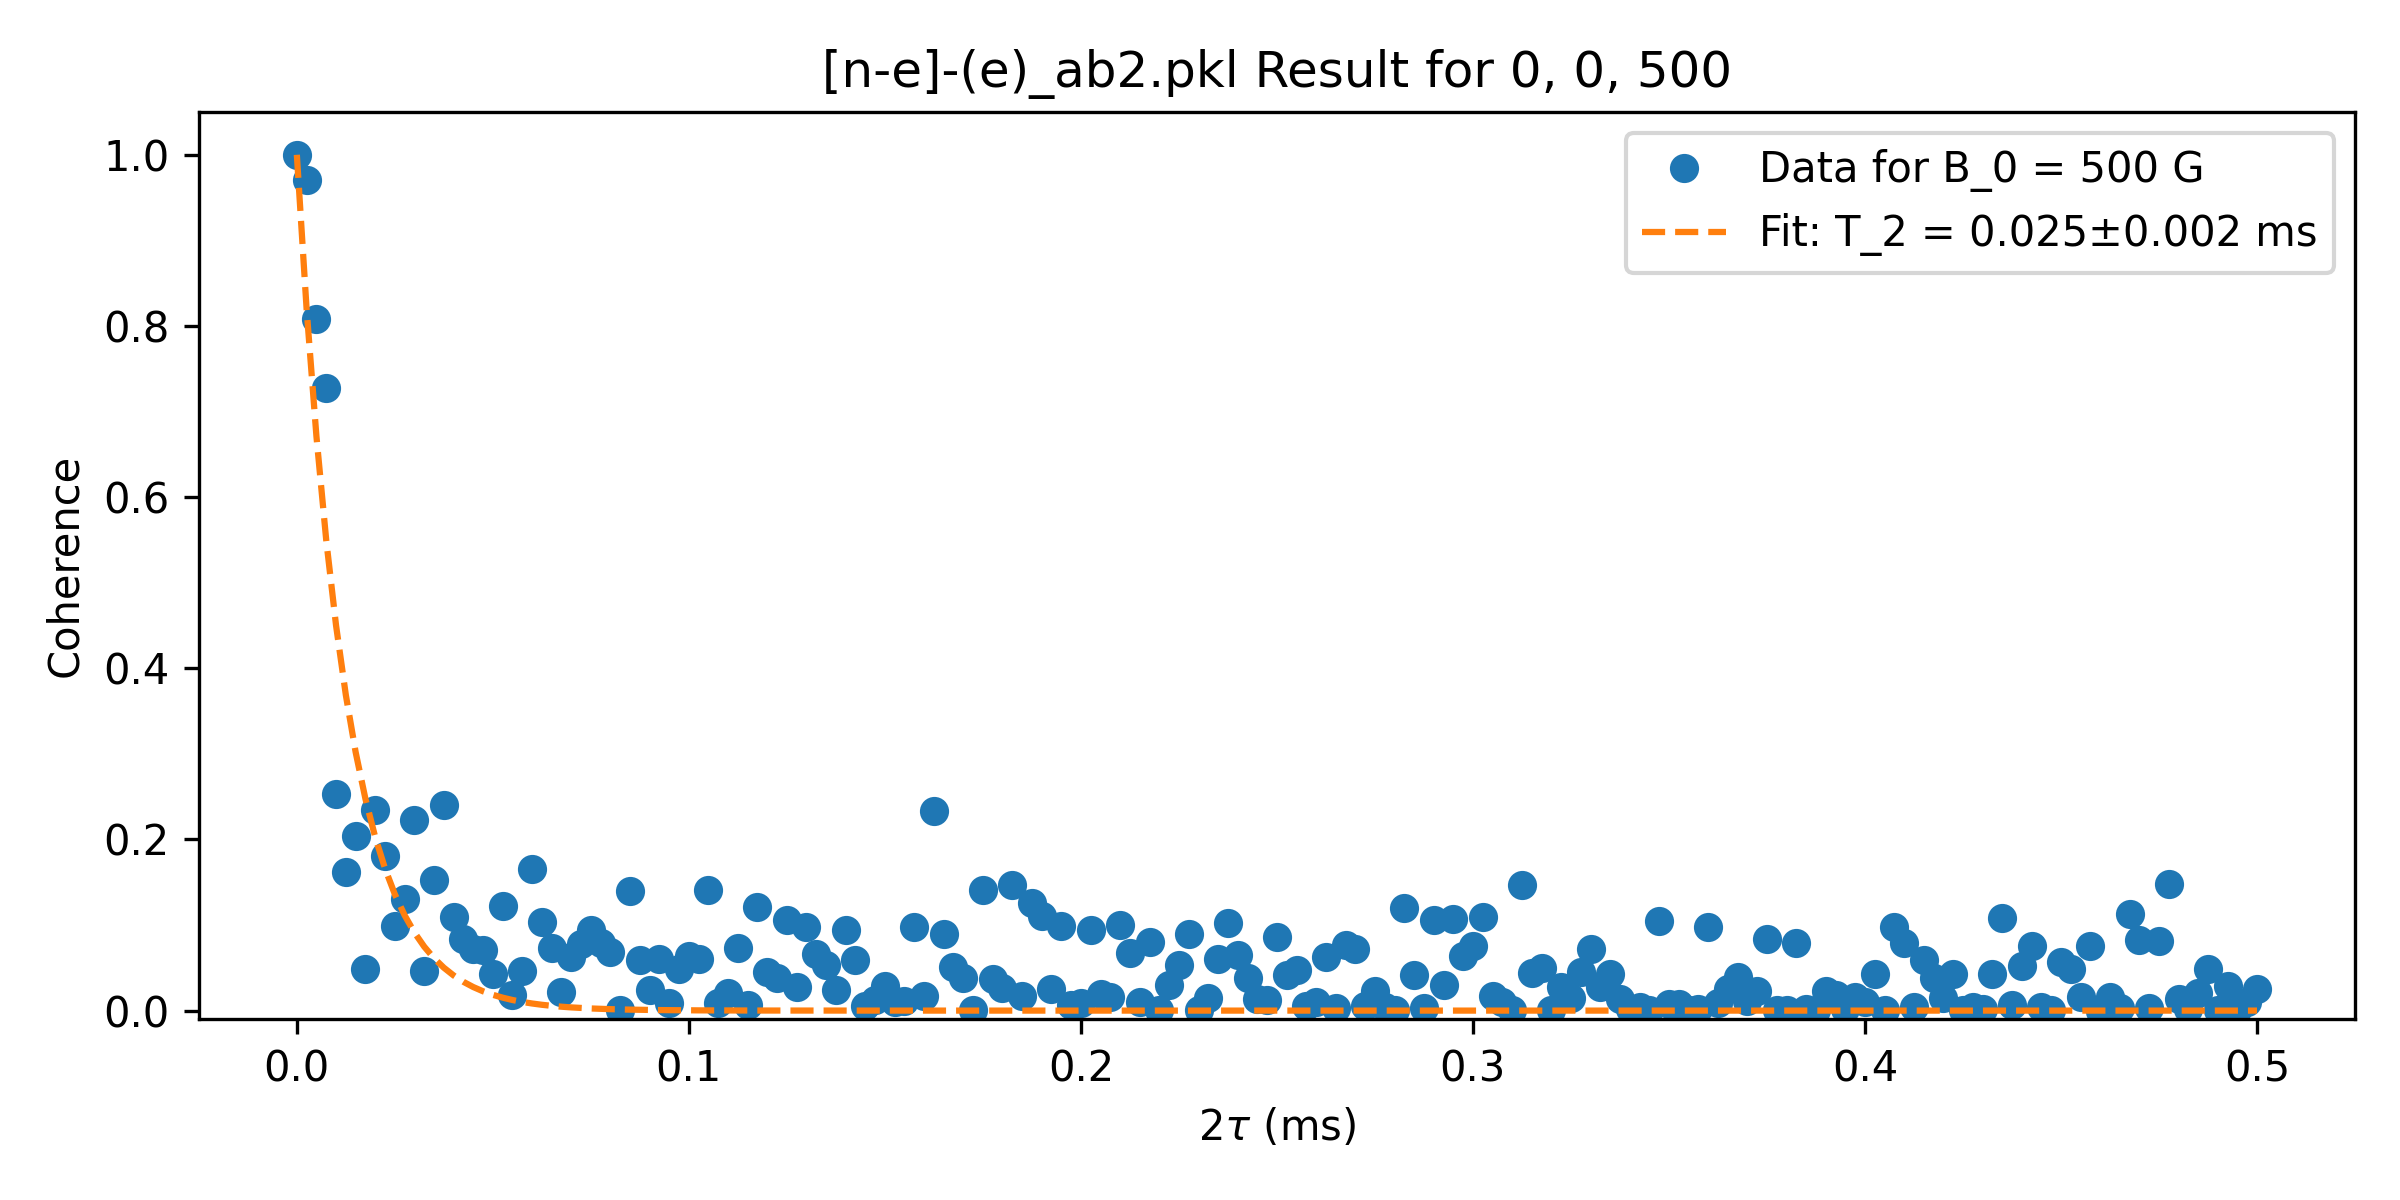 [n-e]-(e)_ab2.pkl Result for 0, 0, 500
Data for B_0 = 500 G
Fit: T_2 = 0.025±0.002 ms
Coherence
1.0
0.8
0.6
0.4
0.2
0.0
0.0 0.1 0.2 0.3 0.4 0.5
2τ (ms)